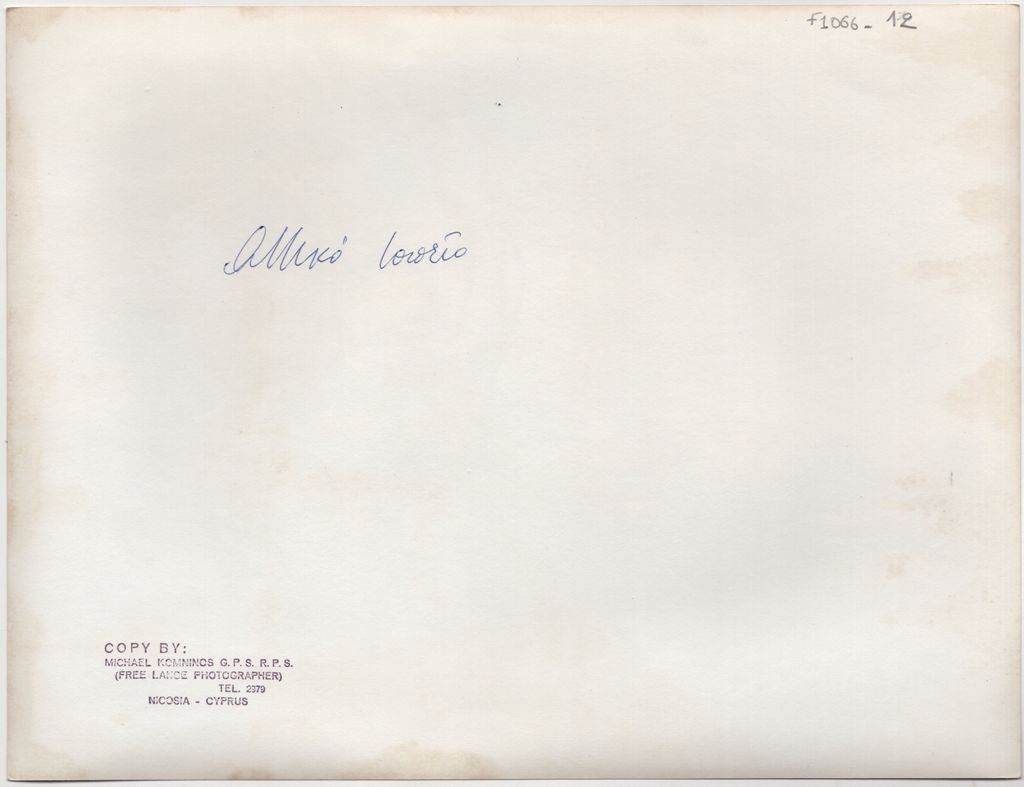 F1066- 12
COPY BY:
MICHAEL KOMNINOS G.P.S. R.P.S.
(FREE LANCE PHOTOGRAPHER)
TEL. 2379
NICOSIA - CYPRUS